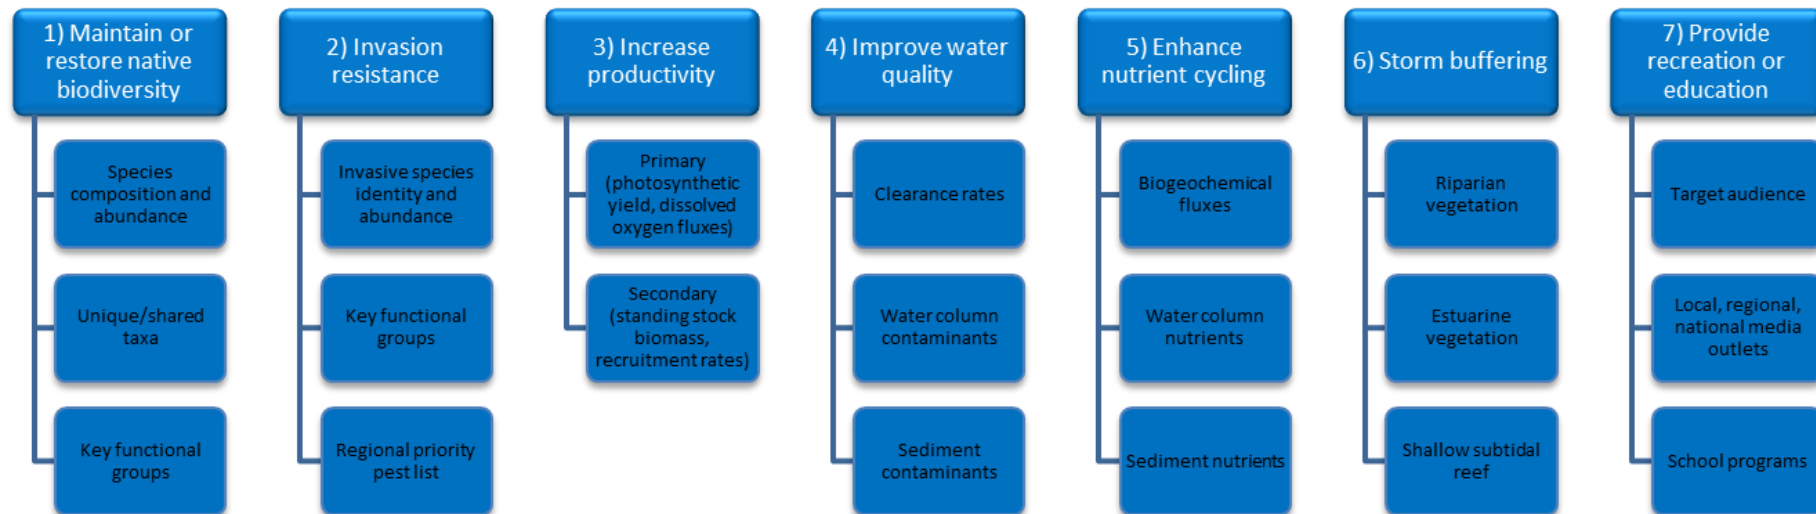 1) Maintain or
restore native
biodiversity
Species
composition and
abundance
Unique/shared
taxa
Key functional
groups
2) Invasion
resistance
Invasive species
identity and
abundance
Key functional
groups
Regional priority
pest list
3) Increase
productivity
Primary
(photosynthetic
yield, dissolved
oxygen fluxes)
Secondary
(standing stock
biomass,
recruitment rates)
4) Improve water
quality
Clearance rates
Water column
contaminants
Sediment
contaminants
5) Enhance
nutrient cycling
Biogeochemical
fluxes
Water column
nutrients
Sediment nutrients
6) Storm buffering
Riparian
vegetation
Estuarine
vegetation
Shallow subtidal
reef
7) Provide
recreation or
education
Target audience
Local, regional,
national media
outlets
School programs